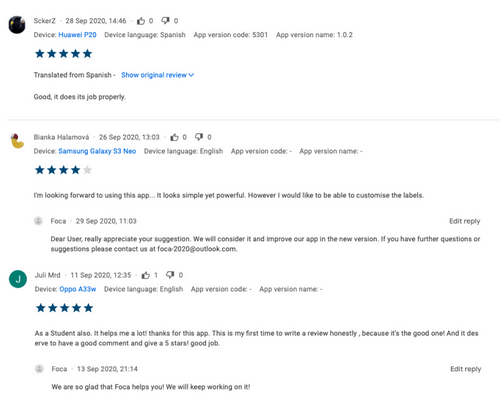 SckerZ · 28 Sep 2020, 14:46 · 0 0
Device: Huawei P20 Device language: Spanish App version code: 5301 App version name: 1.0.2
Translated from Spanish - Show original review
Good, it does its job properly.
Bianka Halamová · 26 Sep 2020, 13:03 · 0 0
Device: Samsung Galaxy S3 Neo Device language: English App version code: - App version name: -
I'm looking forward to using this app... It looks simple yet powerful. However I would like to be able to customise the labels.
Foca · 29 Sep 2020, 11:03 Edit reply
Dear User, really appreciate your suggestion. We will consider it and improve our app in the new version. If you have further questions or
suggestions please contact us at foca-2020@outlook.com.
J Juli Mrd · 11 Sep 2020, 12:35 · 1 0
Device: Oppo A33w Device language: English App version code: - App version name: -
As a Student also. It helps me a lot! thanks for this app. This is my first time to write a review honestly , because it's the good one! And it des
erve to have a good comment and give a 5 stars! good job.
Foca · 13 Sep 2020, 21:14 Edit reply
We are so glad that Foca helps you! We will keep working on it!